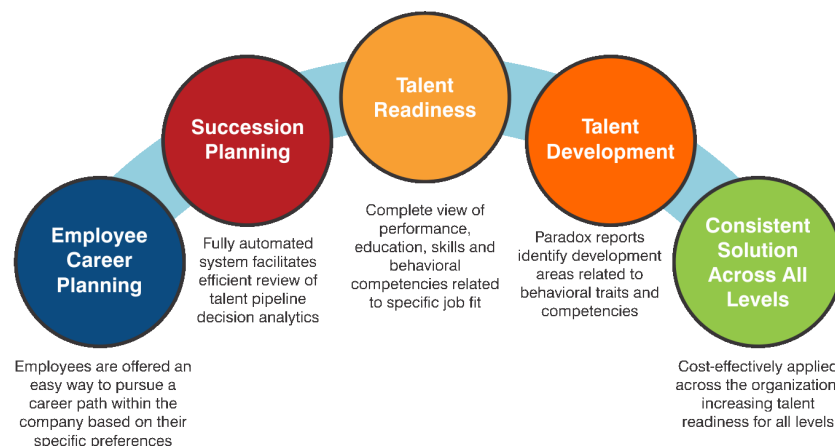 Employee
Career
Planning
Employees are offered an
easy way to pursue a
career path within the
company based on their
specific preferences
Succession
Planning
Fully automated
system facilitates
efficient review of
talent pipeline
decision analytics
Talent
Readiness
Complete view of
performance,
education, skills and
behavioral
competencies related
to specific job fit
Talent
Development
Paradox reports
identify development
areas related to
behavioral traits and
competencies
Consistent
Solution
Across All
Levels
Cost-effectively applied
across the organization
increasing talent
readiness for all levels